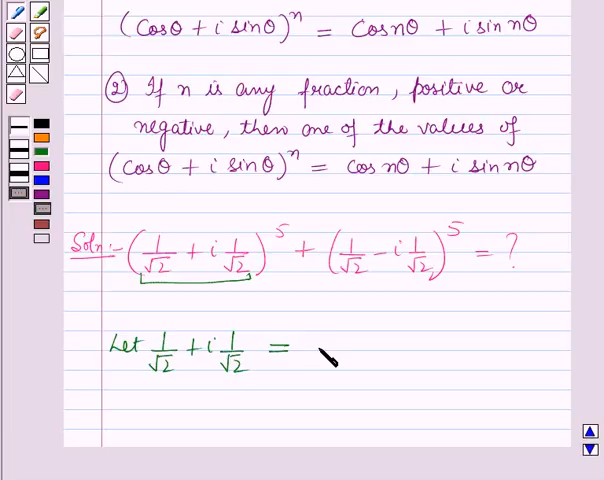 (Cosθ + i sinθ)^n = Cosnθ + i sin nθ
② If n is any fraction, positive or
negative, then one of the values of
(cosθ + i sinθ)^n = cos nθ + i sin nθ
Soln:- (1/√2 + i 1/√2)^5 + (1/√2 - i 1/√2)^5 = ?
Let 1/√2 + i 1/√2 =